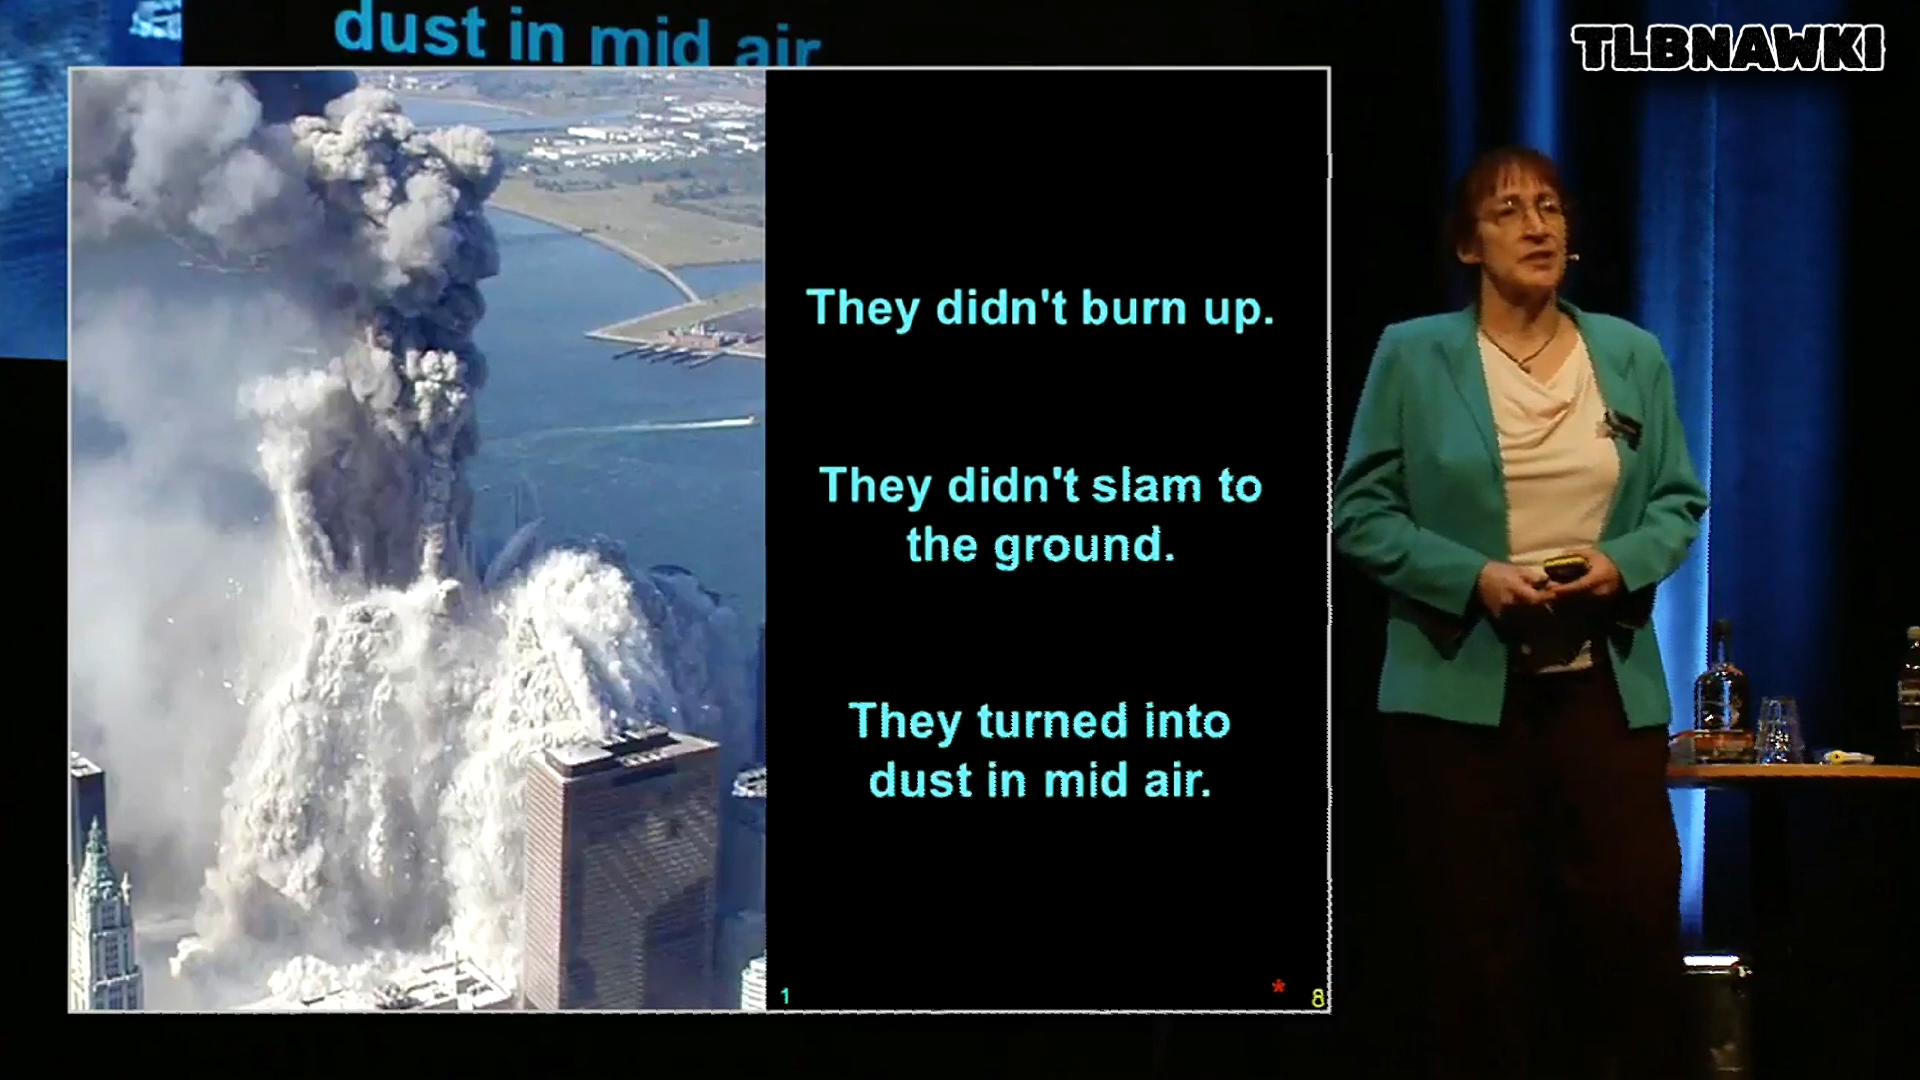 dust in mid air
TLBNAWKI
They didn't burn up.
They didn't slam to
the ground.
They turned into
dust in mid air.
1
*
8